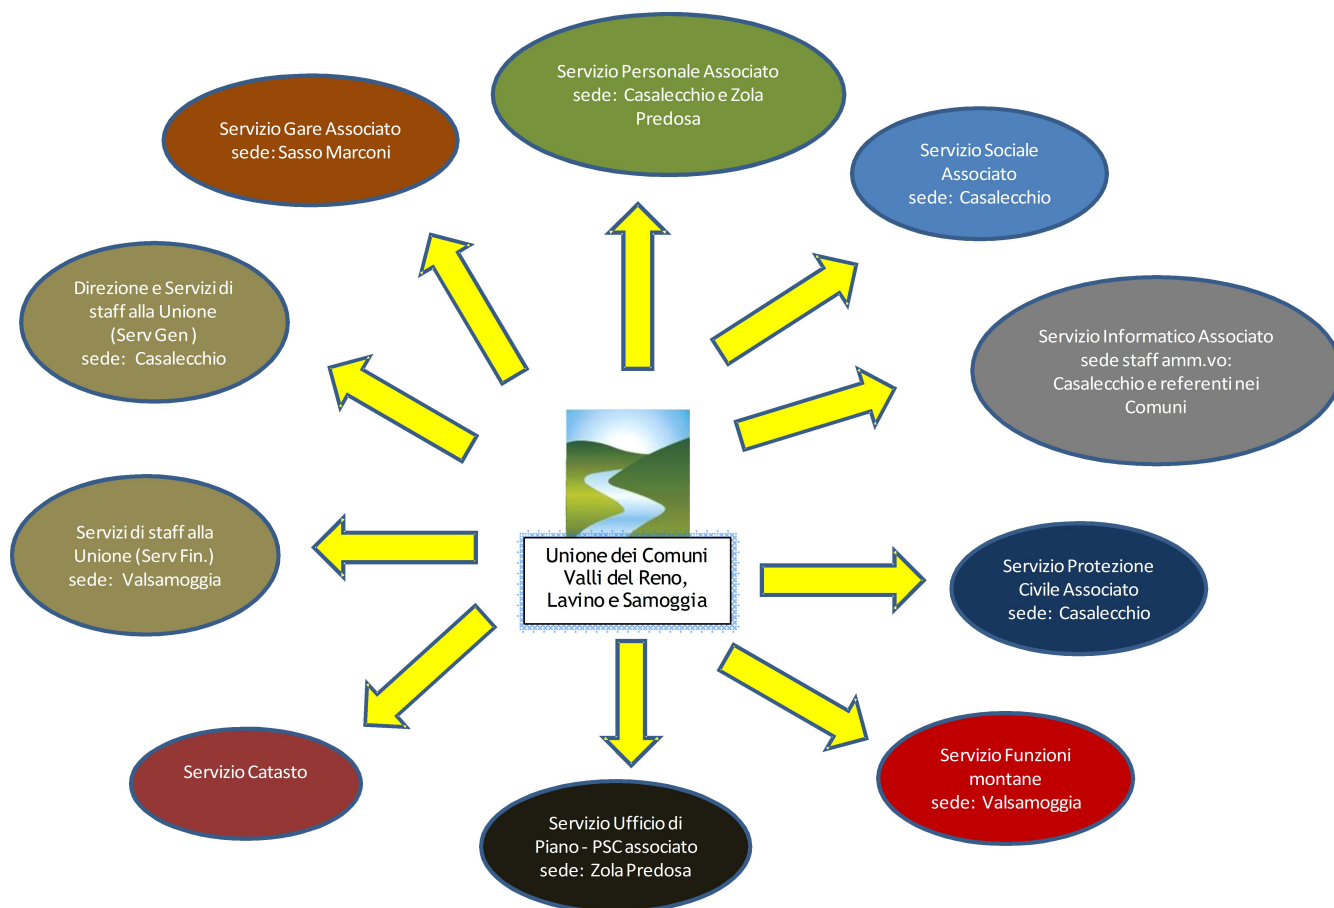 Servizio Personale Associato
sede: Casalecchio e Zola
Predosa
Servizio Gare Associato
sede: Sasso Marconi
Servizio Sociale
Associato
sede: Casalecchio
Direzione e Servizi di
staff alla Unione
(Serv Gen )
sede: Casalecchio
Servizio Informatico Associato
sede staff amm.vo:
Casalecchio e referenti nei
Comuni
Servizi di staff alla
Unione (Serv Fin.)
sede: Valsamoggia
Unione dei Comuni
Valli del Reno,
Lavino e Samoggia
Servizio Protezione
Civile Associato
sede: Casalecchio
Servizio Catasto
Servizio Funzioni
montane
sede: Valsamoggia
Servizio Ufficio di
Piano - PSC associato
sede: Zola Predosa